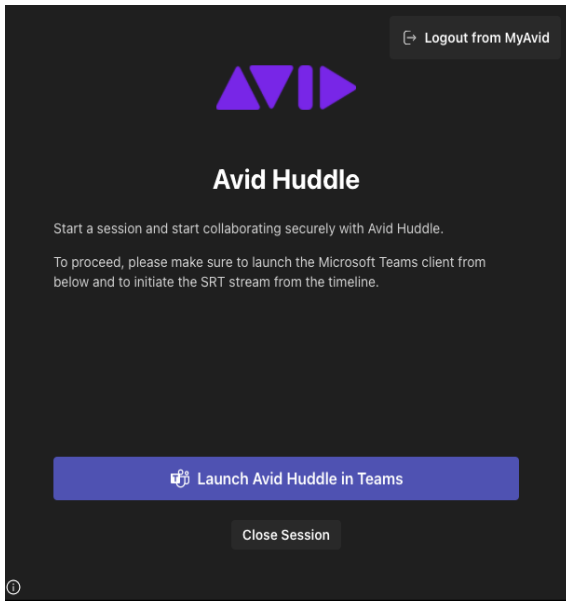 Logout from MyAvid
AVID
Avid Huddle
Start a session and start collaborating securely with Avid Huddle.
To proceed, please make sure to launch the Microsoft Teams client from
below and to initiate the SRT stream from the timeline.
Launch Avid Huddle in Teams
Close Session